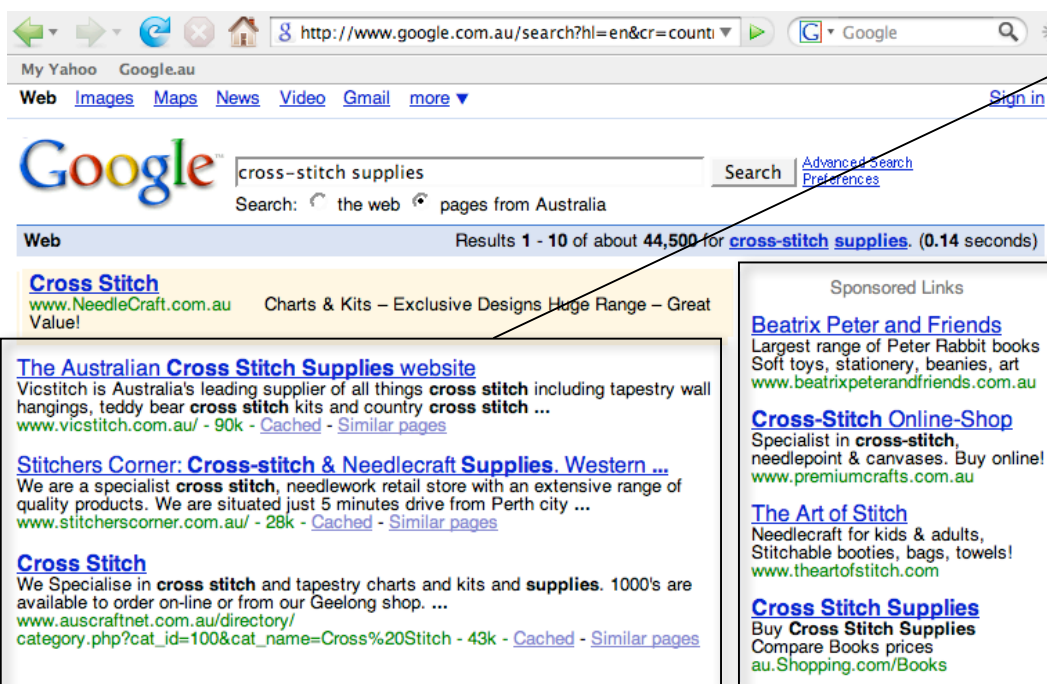 http://www.google.com.au/search?hl=en&cr=count
Google
My Yahoo Google.au
Web Images Maps News Video Gmail more ▼ Sign in
Google™
cross-stitch supplies
Search
Advanced Search
Preferences
Search: the web pages from Australia
Web Results 1 - 10 of about 44,500 for cross-stitch supplies. (0.14 seconds)
Cross Stitch
www.NeedleCraft.com.au Charts & Kits – Exclusive Designs Huge Range – Great
Value!
The Australian Cross Stitch Supplies website
Vicstitch is Australia's leading supplier of all things cross stitch including tapestry wall
hangings, teddy bear cross stitch kits and country cross stitch ...
www.vicstitch.com.au/ - 90k - Cached - Similar pages
Stitchers Corner: Cross-stitch & Needlecraft Supplies. Western ...
We are a specialist cross stitch, needlework retail store with an extensive range of
quality products. We are situated just 5 minutes drive from Perth city ...
www.stitcherscorner.com.au/ - 28k - Cached - Similar pages
Cross Stitch
We Specialise in cross stitch and tapestry charts and kits and supplies. 1000's are
available to order on-line or from our Geelong shop. ...
www.auscraftnet.com.au/directory/
category.php?cat_id=100&cat_name=Cross%20Stitch - 43k - Cached - Similar pages
Sponsored Links
Beatrix Peter and Friends
Largest range of Peter Rabbit books
Soft toys, stationery, beanies, art
www.beatrixpeterandfriends.com.au
Cross-Stitch Online-Shop
Specialist in cross-stitch,
needlepoint & canvases. Buy online!
www.premiumcrafts.com.au
The Art of Stitch
Needlecraft for kids & adults,
Stitchable booties, bags, towels!
www.theartofstitch.com
Cross Stitch Supplies
Buy Cross Stitch Supplies
Compare Books prices
au.Shopping.com/Books